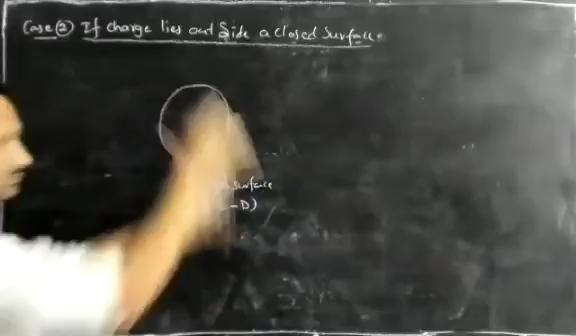 Case② If charge lies out side a closed surface.
surface
-D)